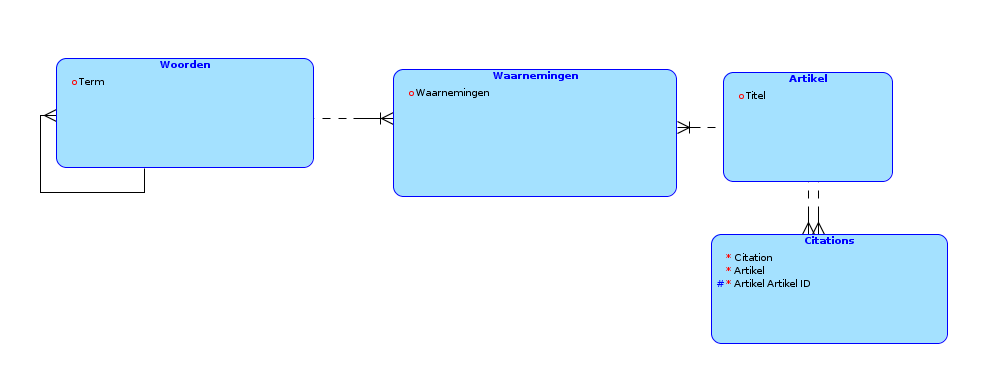 Woorden
Term
Waarnemingen
Waarnemingen
Artikel
Titel
Citations
* Citation
* Artikel
# * Artikel Artikel ID